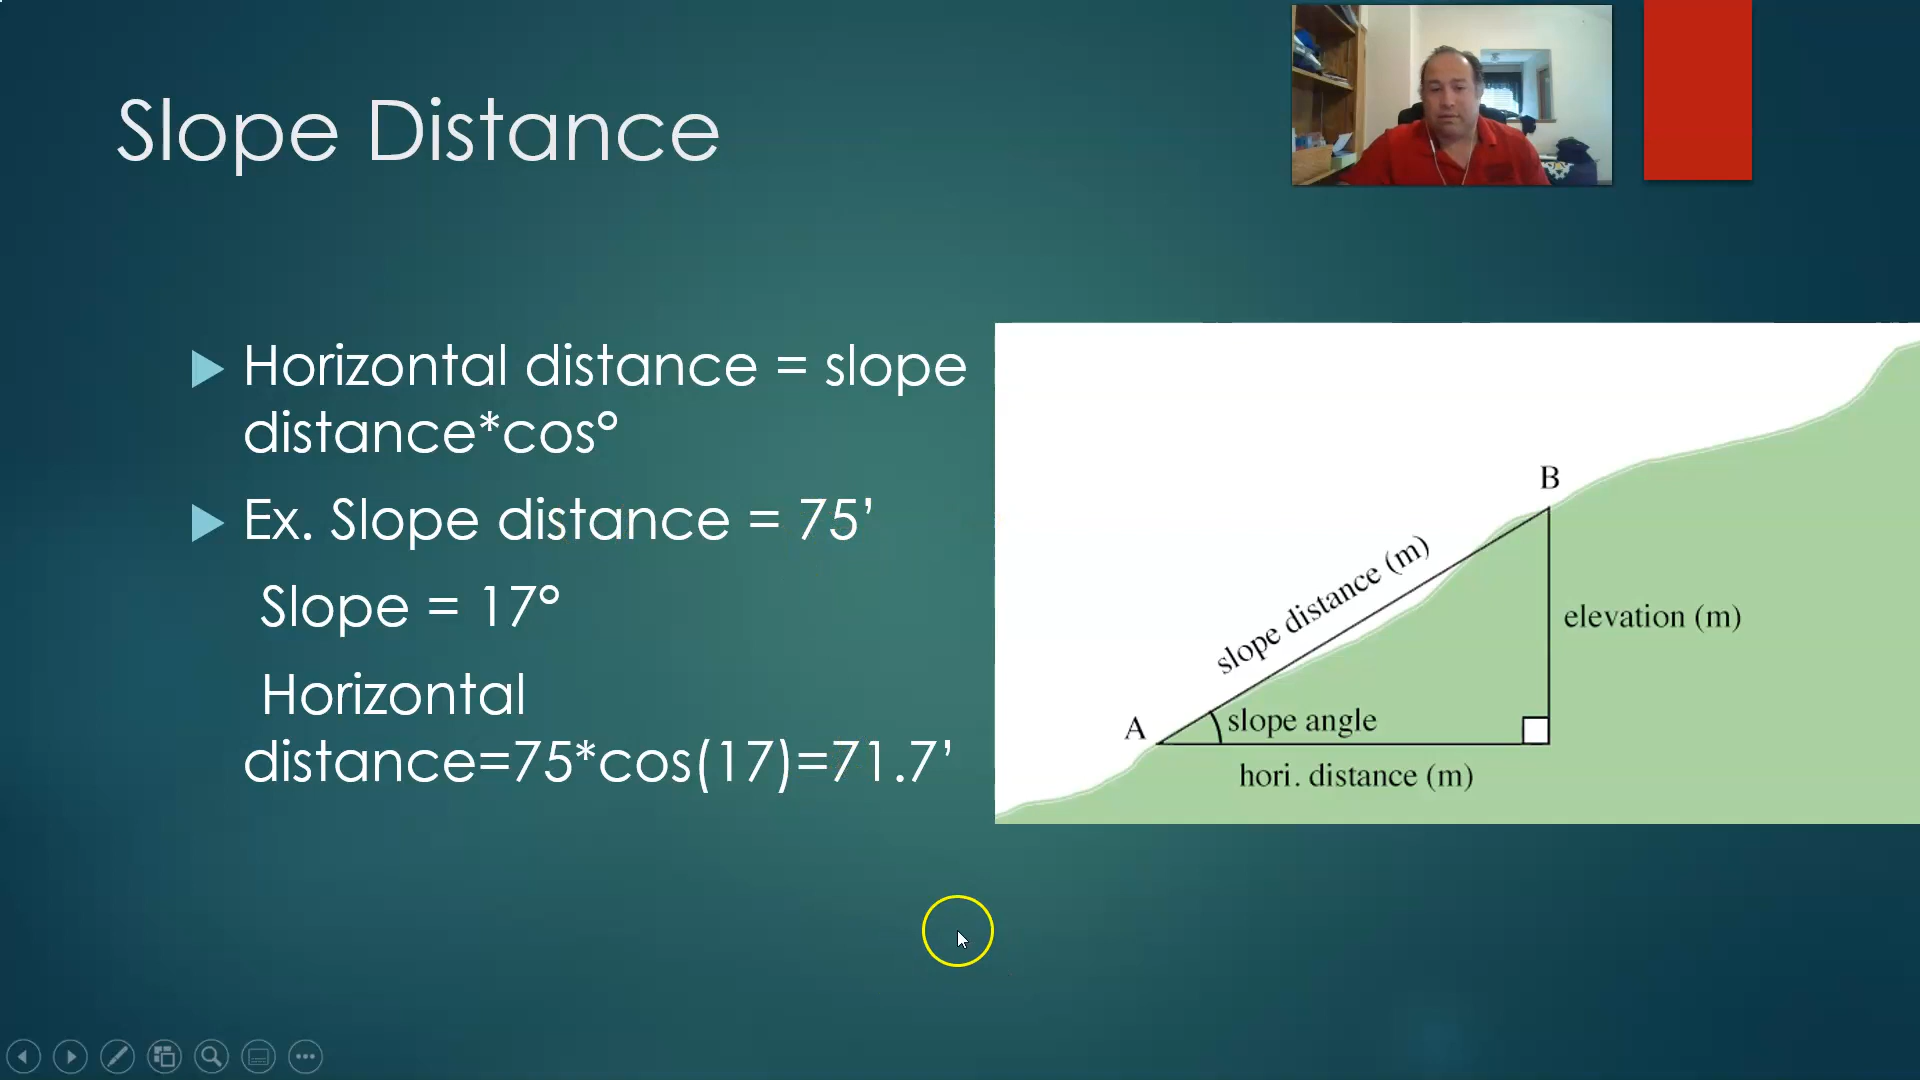 Slope Distance
Horizontal distance = slope
distance*cos°
Ex. Slope distance = 75’
Slope = 17°
Horizontal
distance=75*cos(17)=71.7’
B
slope distance (m)
elevation (m)
A
slope angle
hori. distance (m)